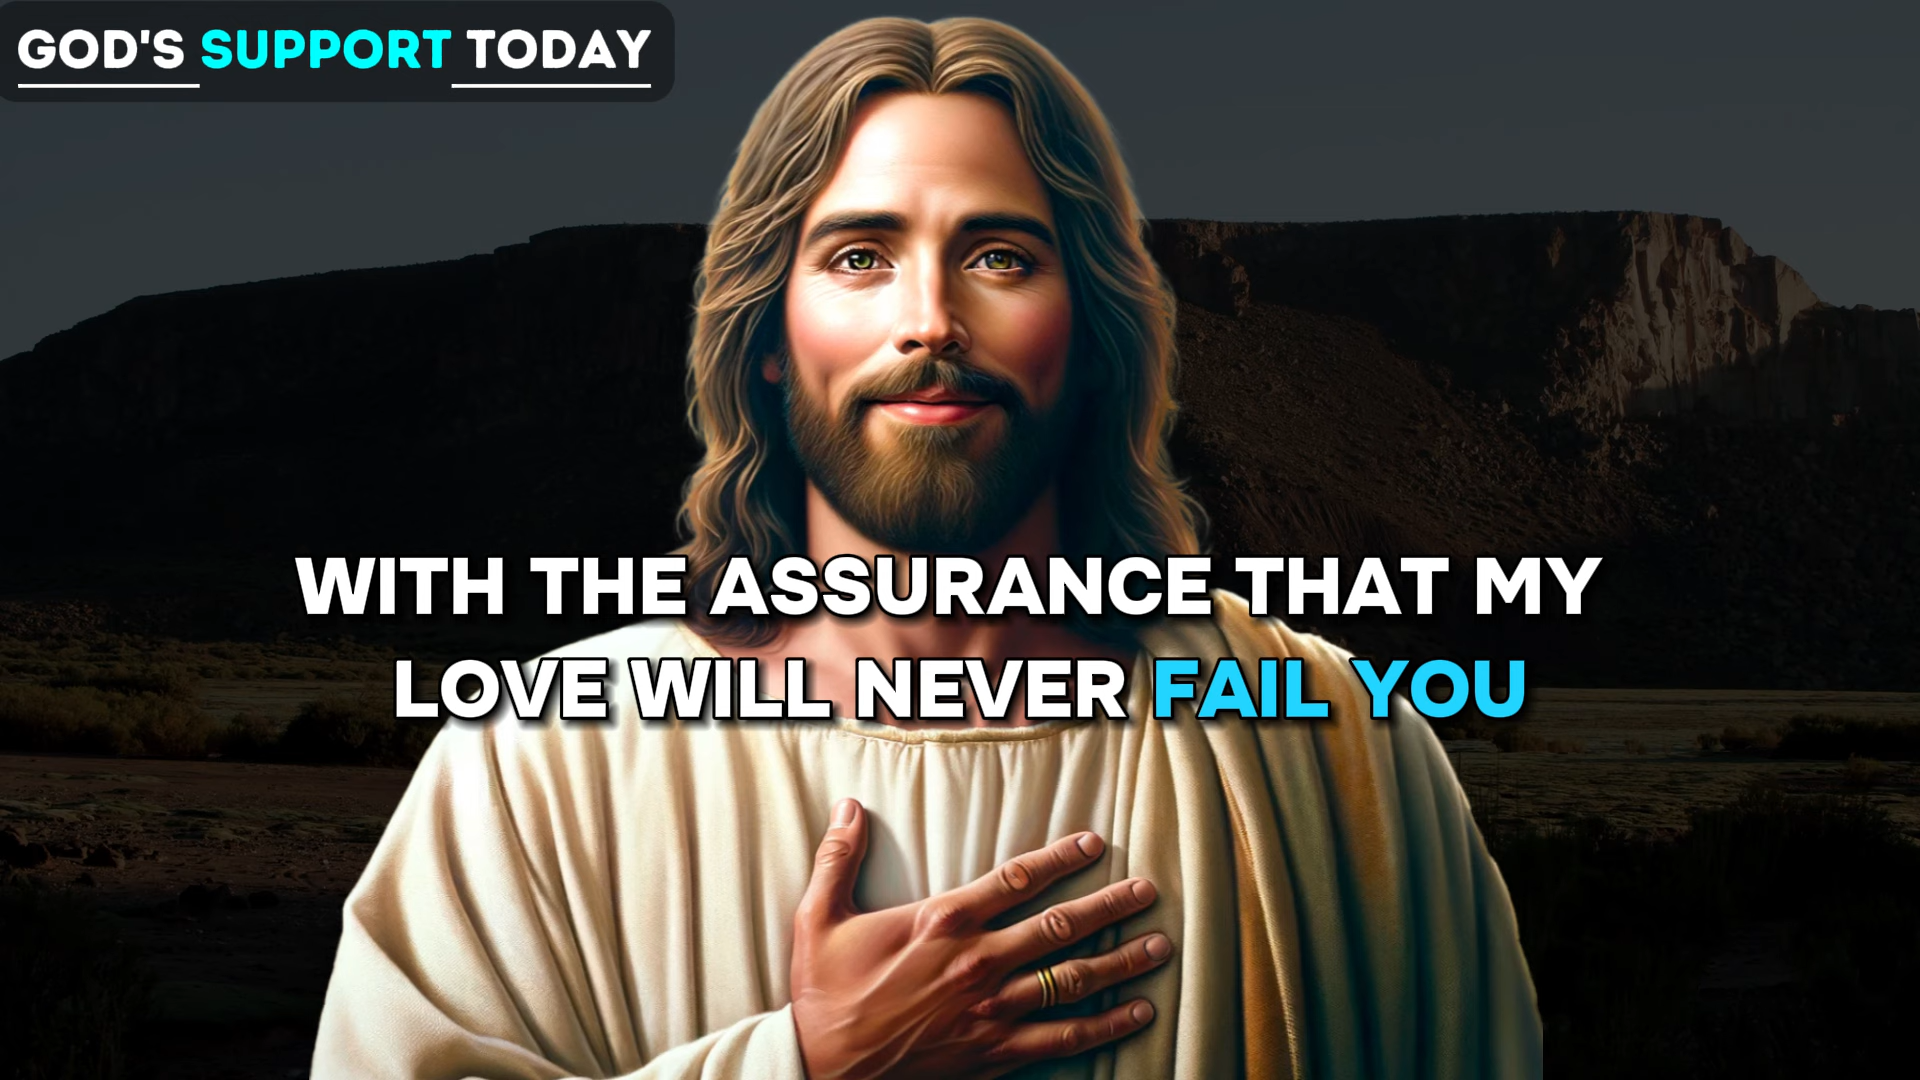 GOD'S SUPPORT TODAY
WITH THE ASSURANCE THAT MY
LOVE WILL NEVER FAIL YOU